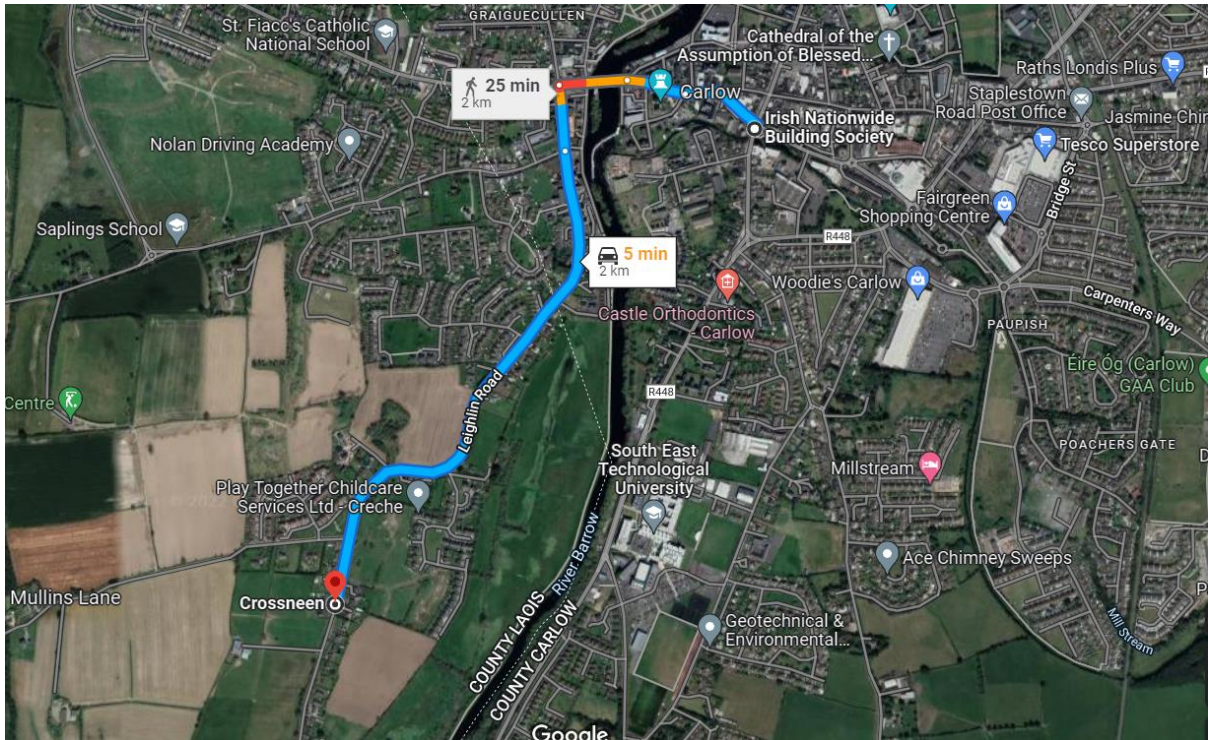 GRAIGUECULLEN
St. Fiacc's Catholic
National School
Cathedral of the
Assumption of Blessed...
Raths Londis Plus
25 min
2 km
Carlow
Staplestown
Road Post Office
Jasmine Chin
Irish Nationwide
Building Society
Nolan Driving Academy
Tesco Superstore
Bridge St
Fairgreen
Shopping Centre
Saplings School
R448
5 min
2 km
Woodie's Carlow
Castle Orthodontics
- Carlow
Carpenters Way
PAUPISH
Éire Óg (Carlow)
GAA Club
Centre
R448
Leighlin Road
POACHERS GATE
South East
Technological
University
Millstream
Play Together Childcare
Services Ltd - Creche
River Barrow
Ace Chimney Sweeps
Mullins Lane
Crossneen
COUNTY LAOIS
COUNTY CARLOW
Geotechnical &
Environmental...
Mill Stream
Google